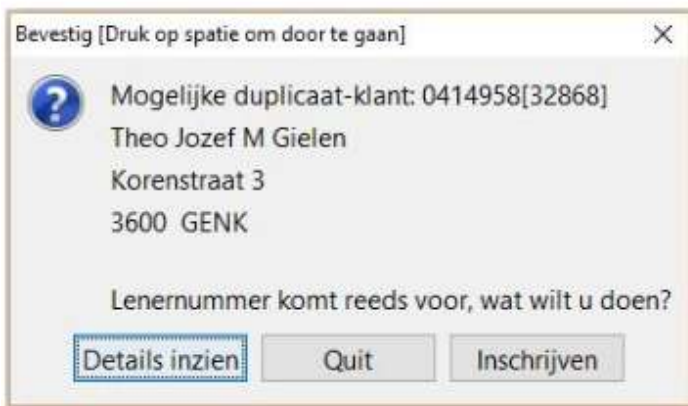 Bevestig [Druk op spatie om door te gaan]
Mogelijke duplicaat-klant: 0414958[32868]
Theo Jozef M Gielen
Korenstraat 3
3600 GENK
Lenernummer komt reeds voor, wat wilt u doen?
Details inzien Quit Inschrijven